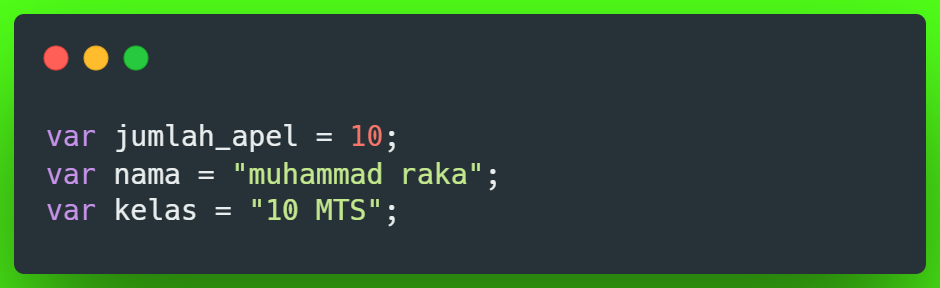 var jumlah_apel = 10;
var nama = "muhammad raka";
var kelas = "10 MTS";